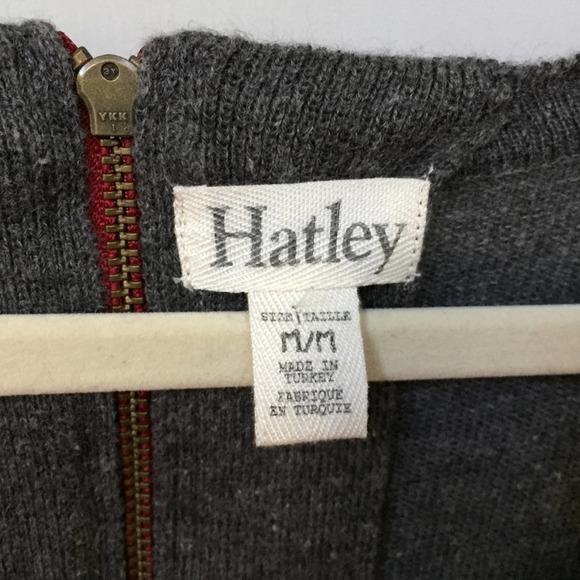 YKK
Hatley
SIZE/TAILLE
M/M
MADE IN
TURKEY
FABRIQUE
EN TURQUIE